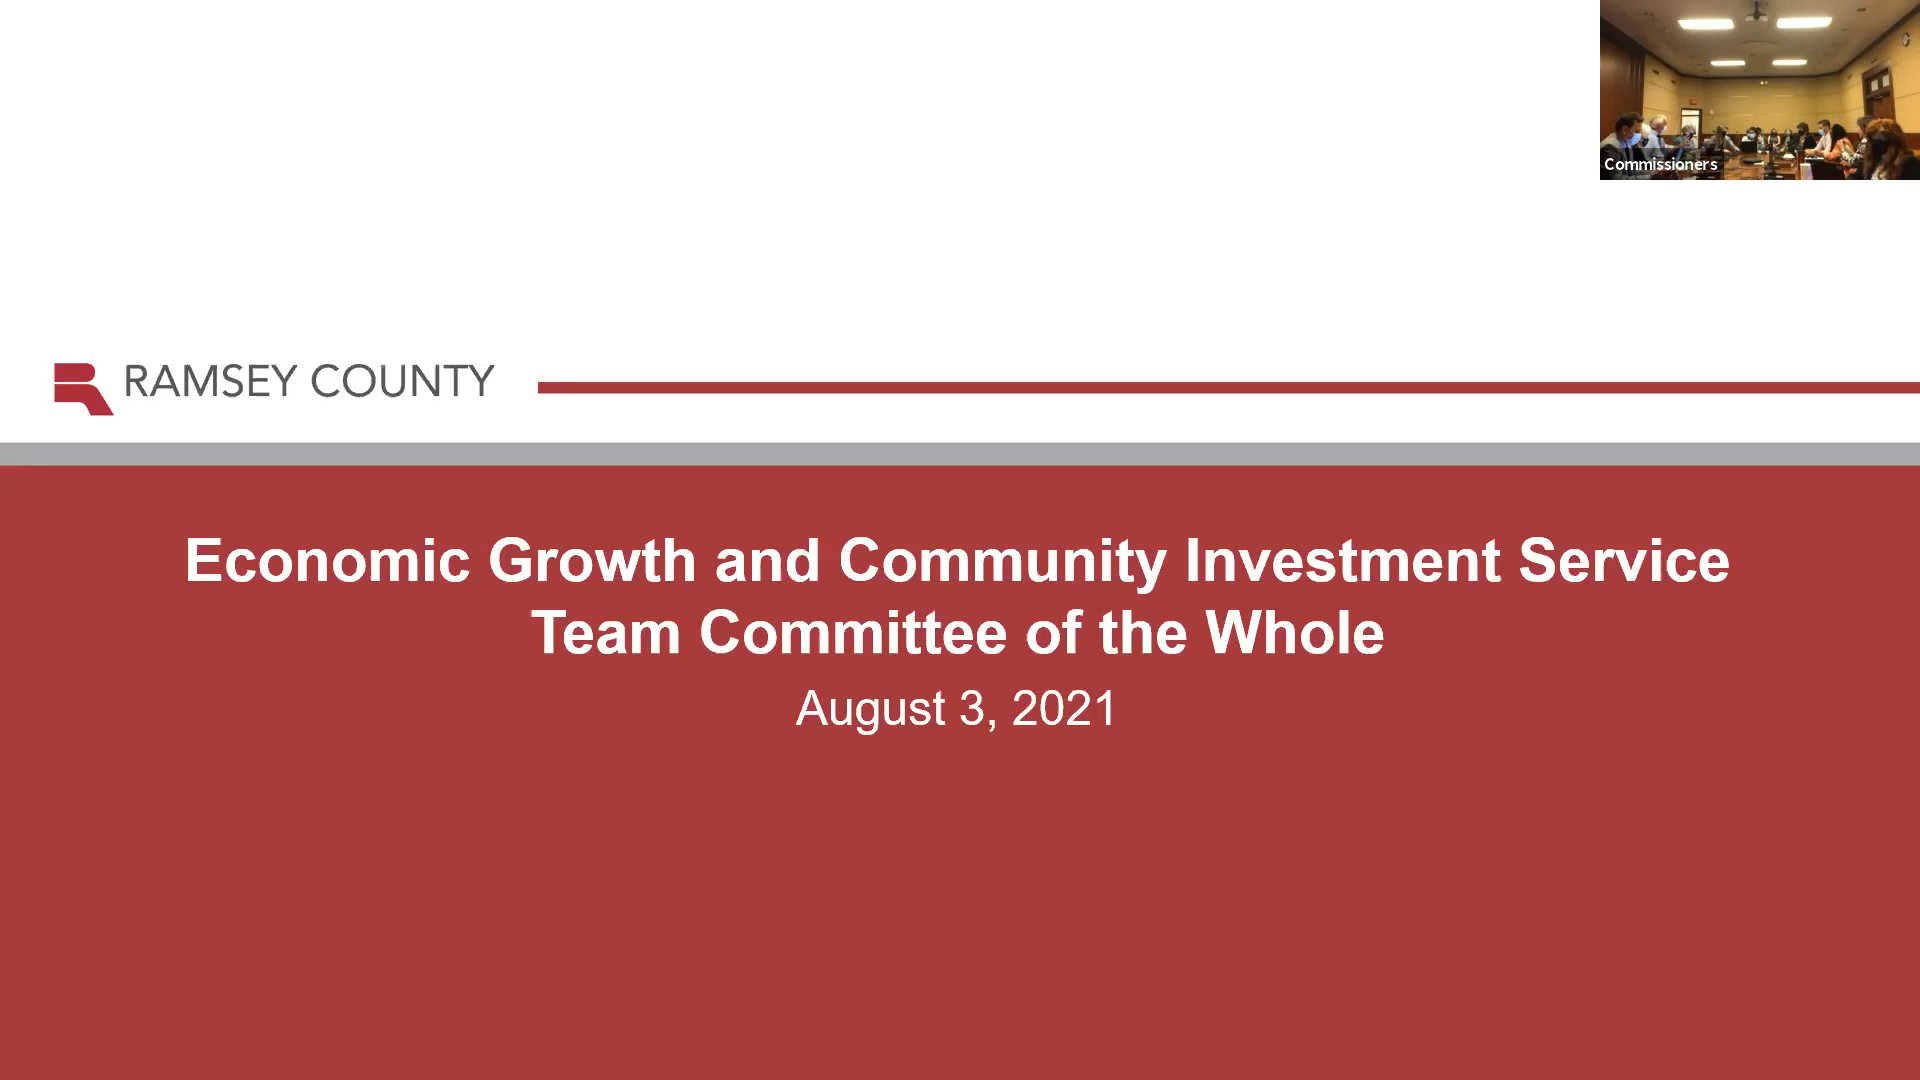 Commissioners
RAMSEY COUNTY
Economic Growth and Community Investment Service
Team Committee of the Whole
August 3, 2021